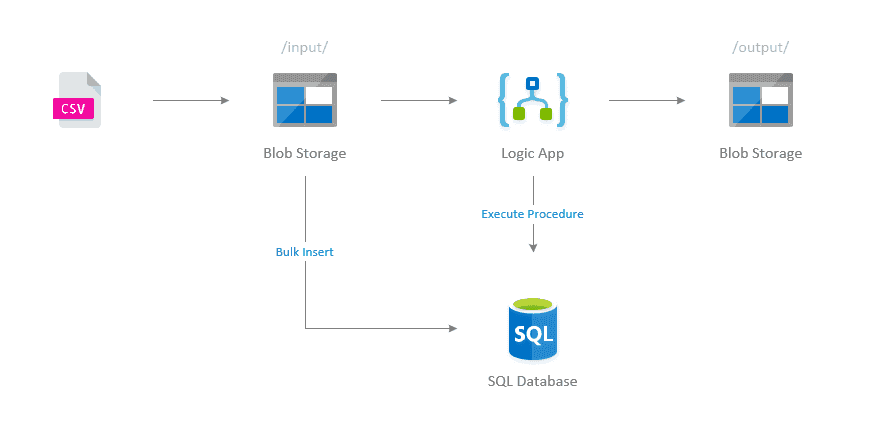 /input/
/output/
CSV
Blob Storage
Logic App
Blob Storage
Execute Procedure
Bulk Insert
SQL
SQL Database